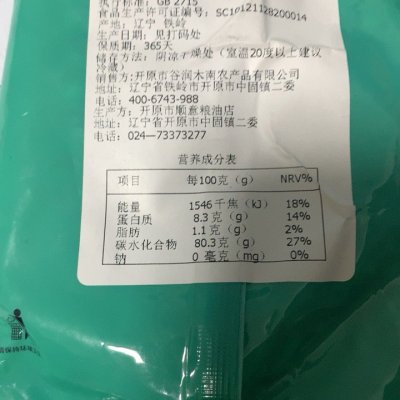 执行标准：GB 2715
食品生产许可证编号：SC10121128200014
产地：辽宁 铁岭
生产日期：见打码处
保质期：365天
储存方法：阴凉干燥处（室温20度以上建议
冷藏）
销售方：开原市谷润木南农产品有限公司
地址：辽宁省铁岭市开原市中固镇二委
电话：400-6743-988
生产方：开原市顺意粮油店
地址：辽宁省开原市中固镇二委
电话：024—73373277
营养成分表
项目 每100克（g） NRV%
能量 1546千焦（kJ） 18%
蛋白质 8.3克（g） 14%
脂肪 1.1克（g） 2%
碳水化合物 80.3克（g） 27%
钠 0 毫克（mg） 0%
请保持环境